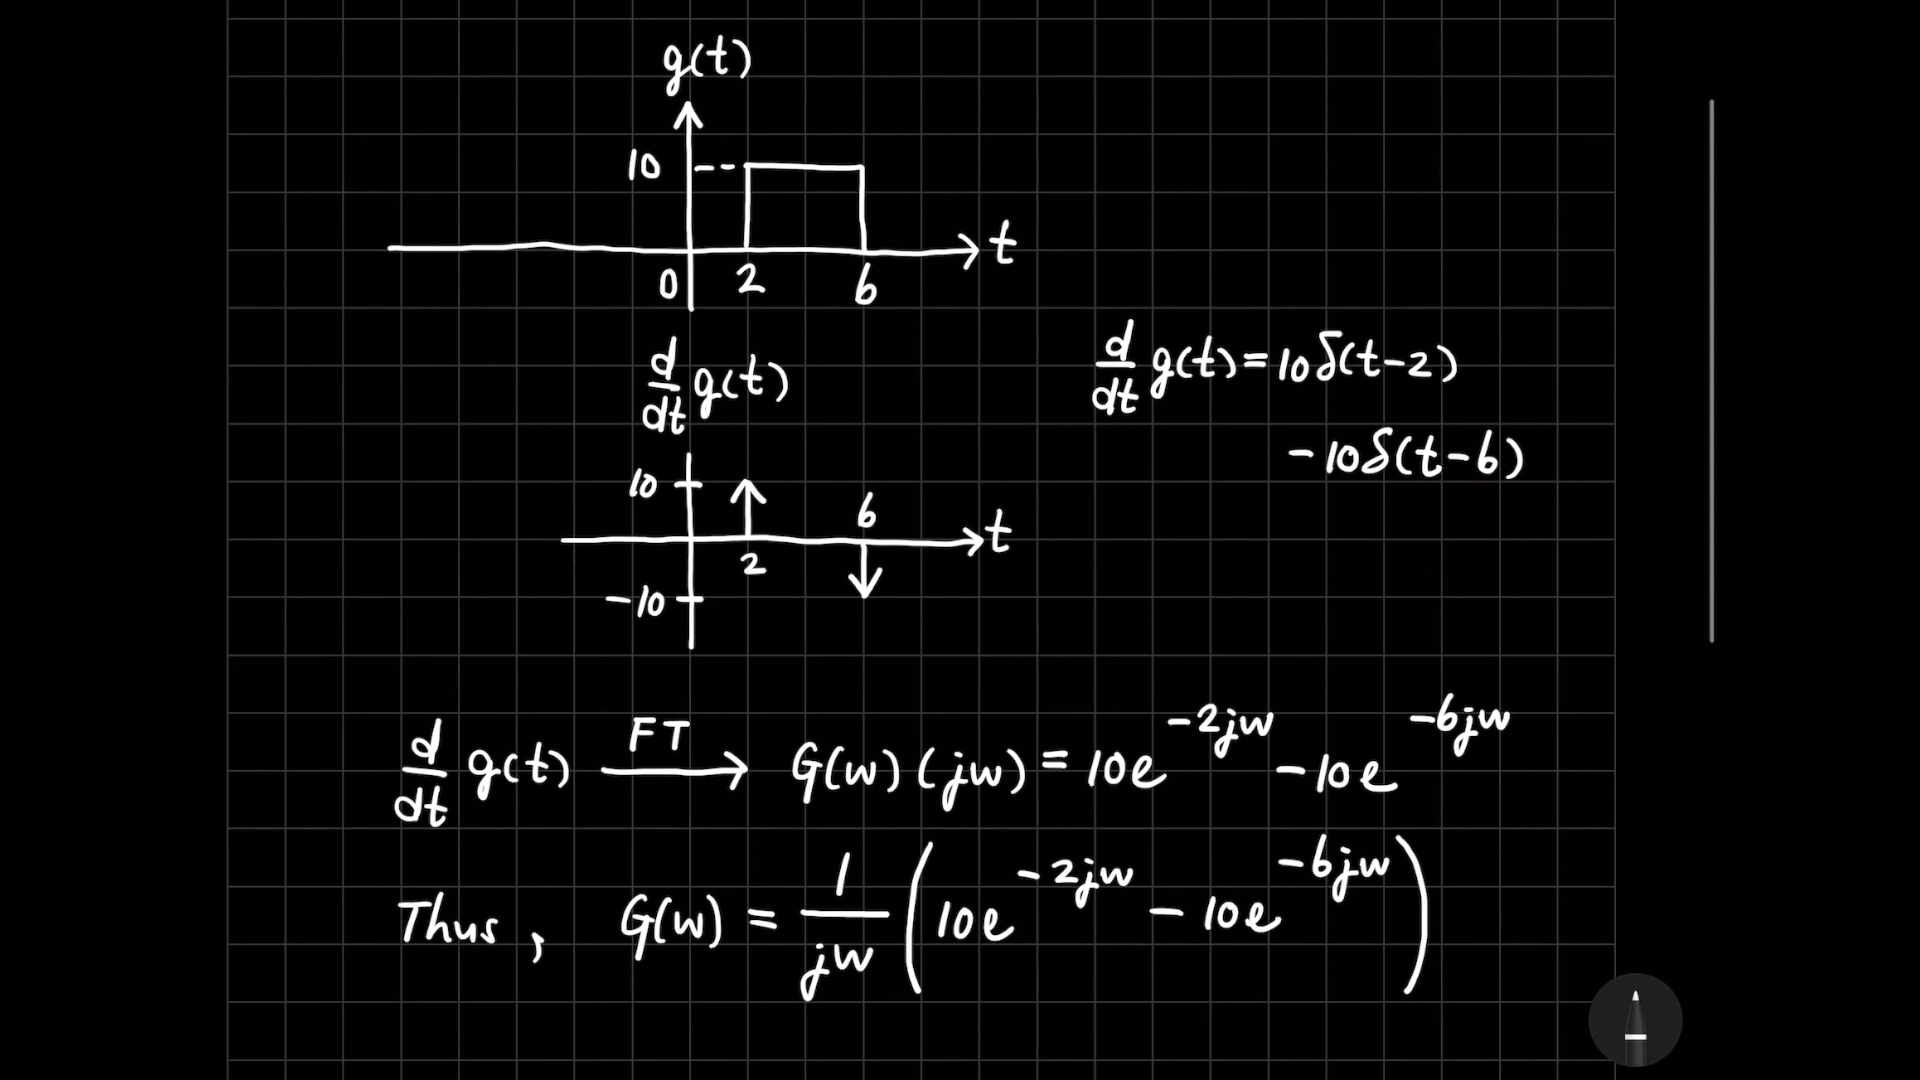 g(t)
10
t
0 2 6
d/dt g(t)
d/dt g(t) = 10δ(t-2)
-10δ(t-6)
10
6
t
2
-10
d/dt g(t) FT→ G(w)(jw) = 10e^{-2jw} - 10e^{-6jw}
Thus, G(w) = 1/jw (10e^{-2jw} - 10e^{-6jw})